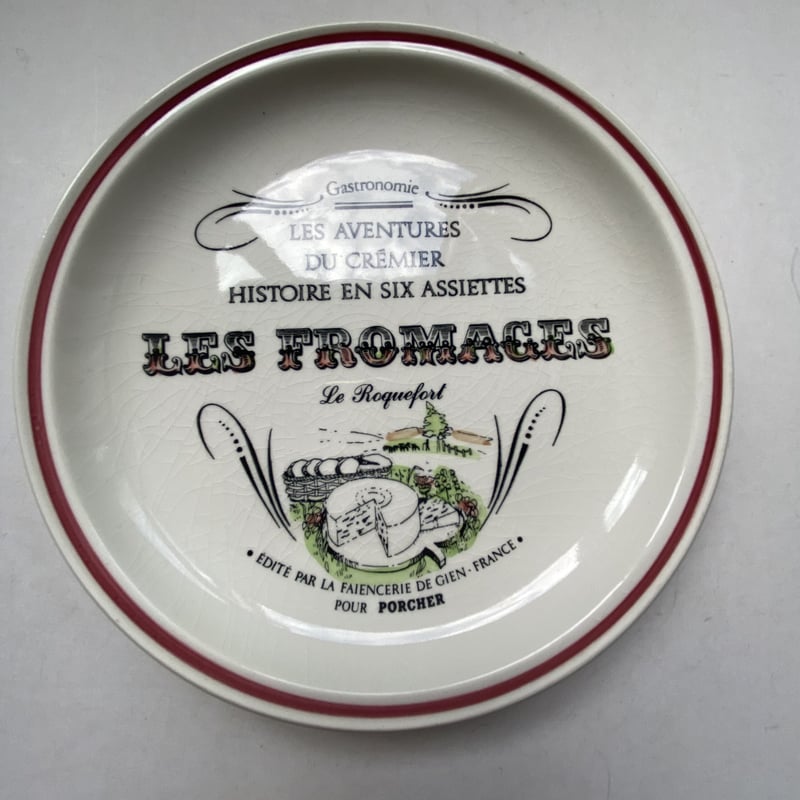 Gastronomie
LES AVENTURES
DU CRÉMIER
HISTOIRE EN SIX ASSIETTES
LES FROMAGES
Le Roquefort
• ÉDITÉ PAR LA FAIENCERIE DE GIEN - FRANCE •
POUR PORCHER